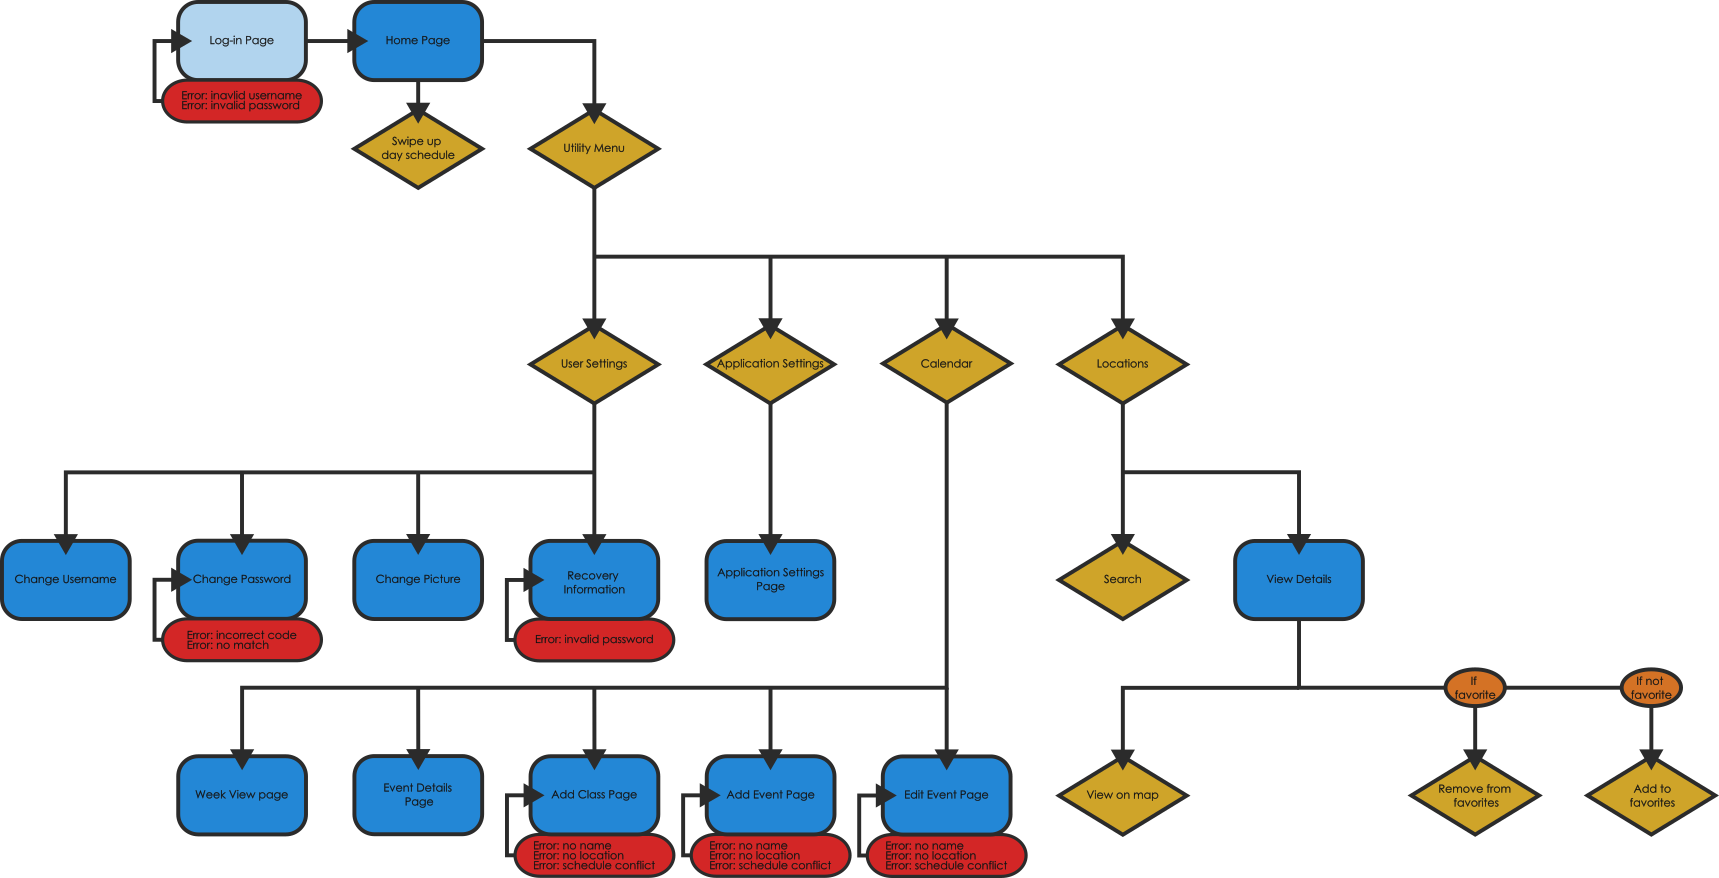 Log-in Page
Home Page
Error: inavlid username
Error: invalid password
Swipe up
day schedule
Utility Menu
User Settings
Application Settings
Calendar
Locations
Change Username
Change Password
Change Picture
Recovery
Information
Application Settings
Page
Search
View Details
Error: incorrect code
Error: no match
Error: invalid password
If
favorite
If not
favorite
Week View page
Event Details
Page
Add Class Page
Add Event Page
Edit Event Page
View on map
Remove from
favorites
Add to
favorites
Error: no name
Error: no location
Error: schedule conflict
Error: no name
Error: no location
Error: schedule conflict
Error: no name
Error: no location
Error: schedule conflict